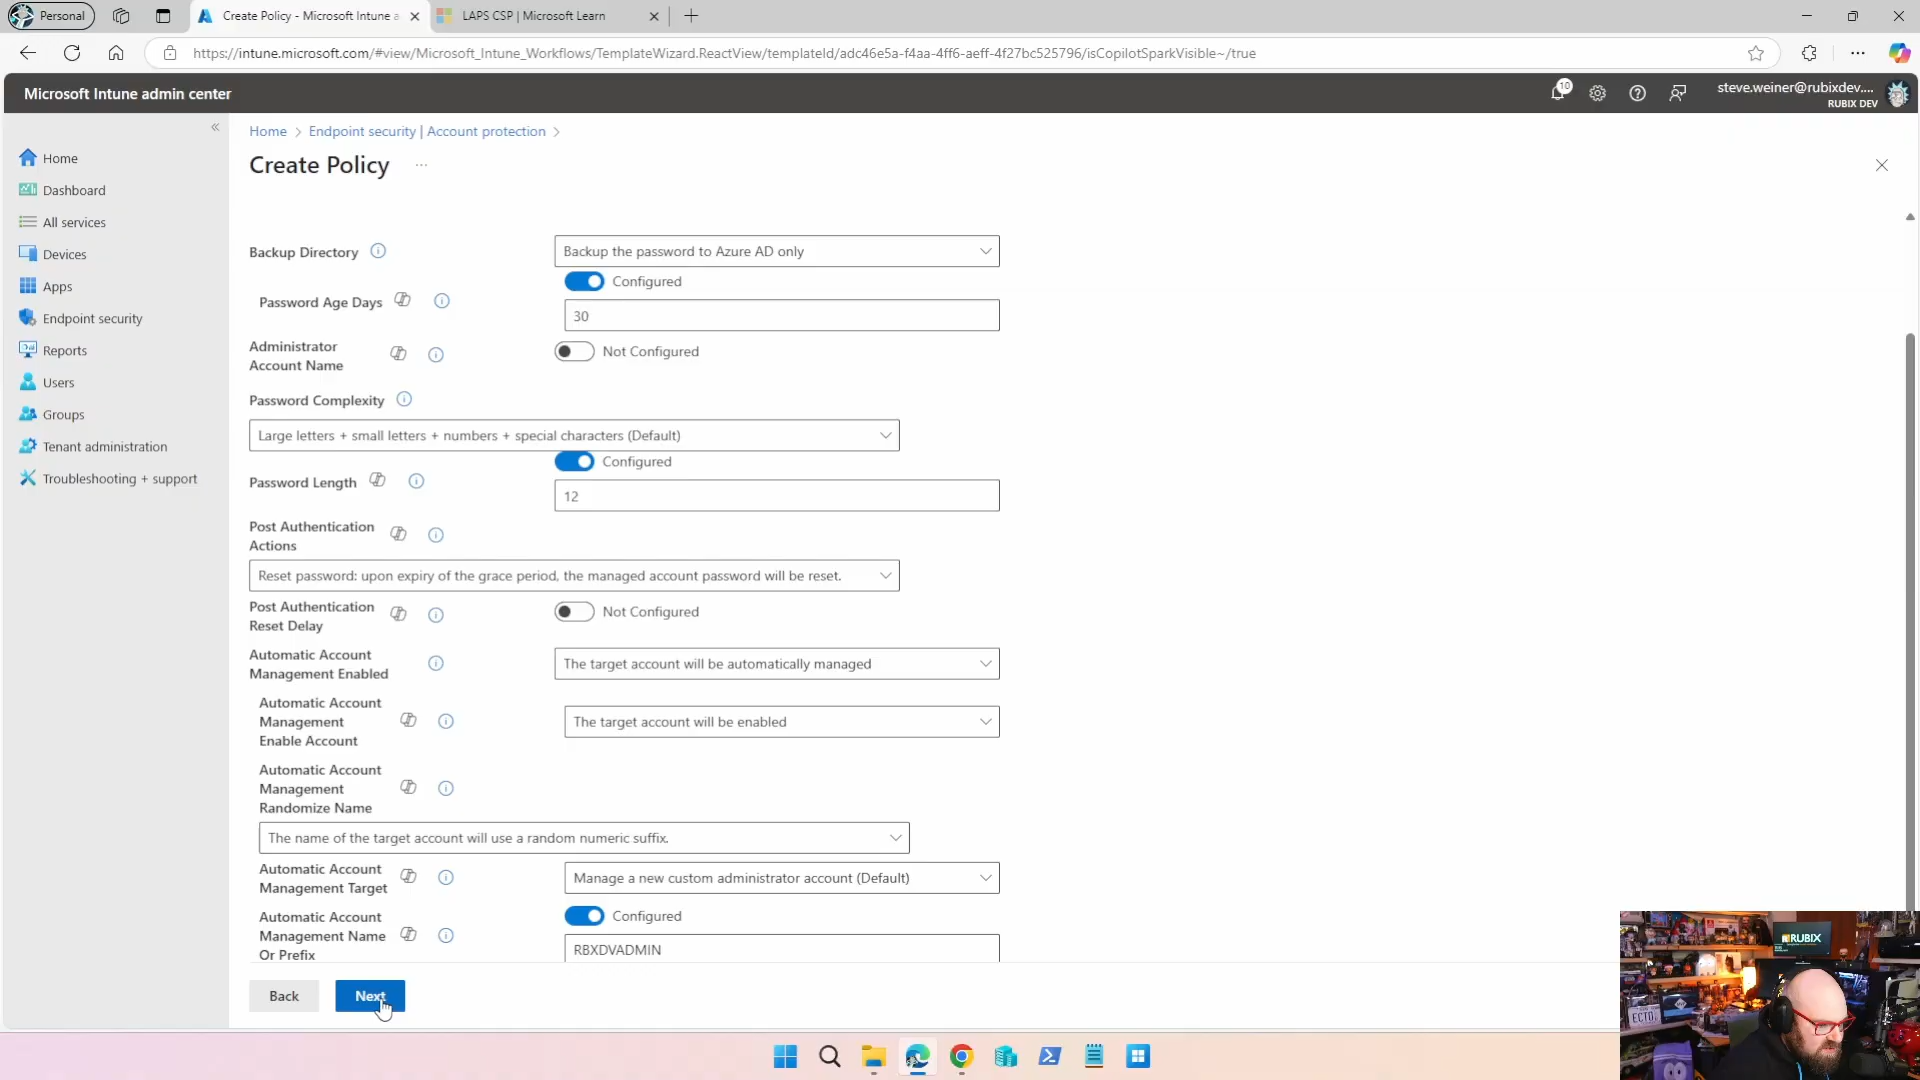 Personal
Create Policy - Microsoft Intune a
LAPS CSP | Microsoft Learn
https://intune.microsoft.com/#view/Microsoft_Intune_Workflows/TemplateWizard.ReactView/templateId/adc46e5a-f4aa-4ff6-aeff-4f27bc525796/isCopilotSparkVisible~/true
Microsoft Intune admin center
10
steve.weiner@rubixdev....
RUBIX DEV
Home
Dashboard
All services
Devices
Apps
Endpoint security
Reports
Users
Groups
Tenant administration
Troubleshooting + support
Home > Endpoint security | Account protection >
Create Policy ...
Backup Directory
Backup the password to Azure AD only
Configured
Password Age Days
30
Administrator
Account Name
Not Configured
Password Complexity
Large letters + small letters + numbers + special characters (Default)
Configured
Password Length
12
Post Authentication
Actions
Reset password: upon expiry of the grace period, the managed account password will be reset.
Post Authentication
Reset Delay
Not Configured
Automatic Account
Management Enabled
The target account will be automatically managed
Automatic Account
Management
Enable Account
The target account will be enabled
Automatic Account
Management
Randomize Name
The name of the target account will use a random numeric suffix.
Automatic Account
Management Target
Manage a new custom administrator account (Default)
Automatic Account
Management Name
Or Prefix
Configured
RBXDVADMIN
Back
Next
RUBIX
ECTO